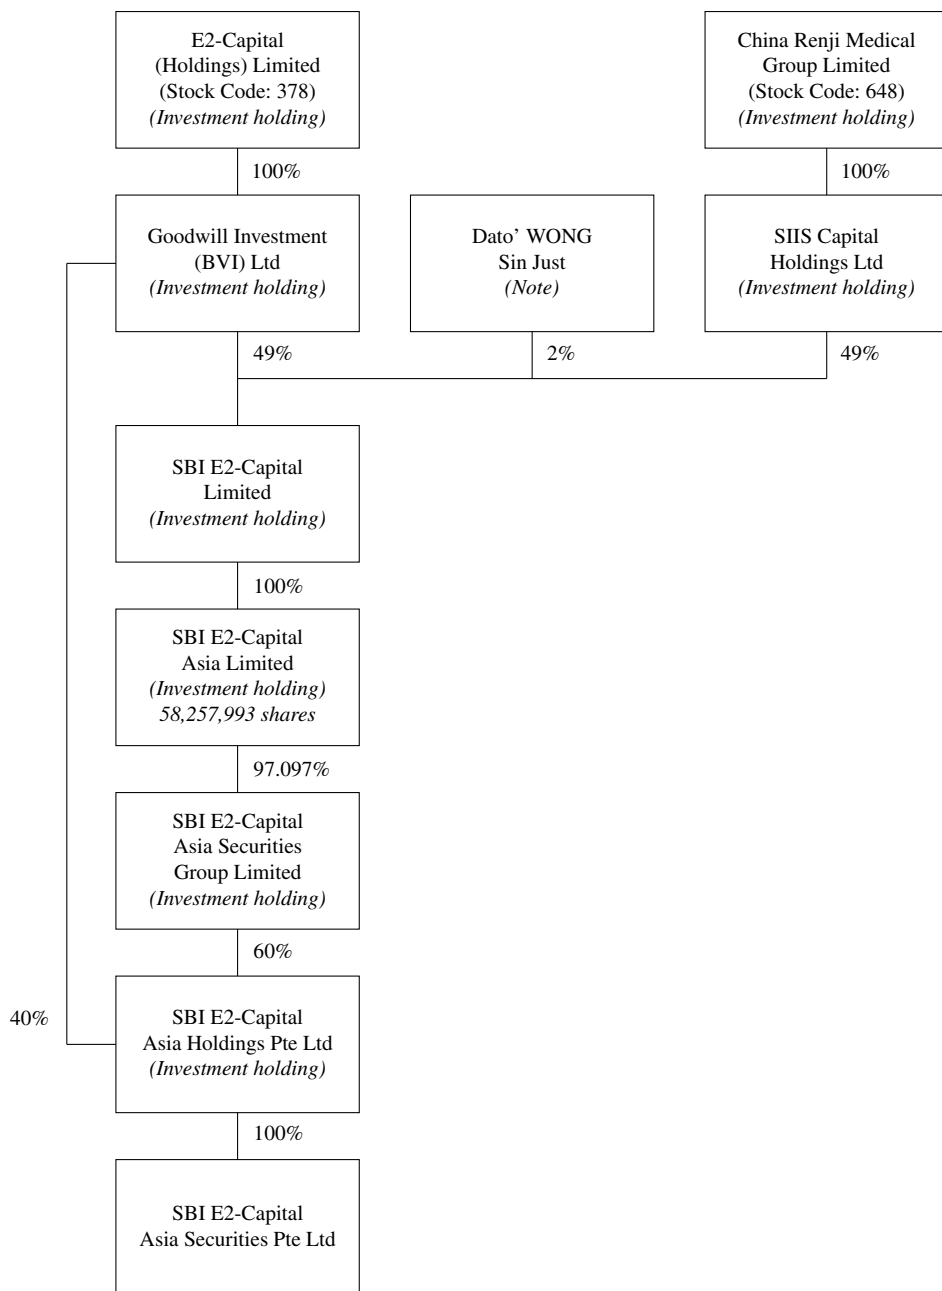 E2-Capital
(Holdings) Limited
(Stock Code: 378)
(Investment holding)
China Renji Medical
Group Limited
(Stock Code: 648)
(Investment holding)
100%
100%
Goodwill Investment
(BVI) Ltd
(Investment holding)
Dato’ WONG
Sin Just
(Note)
SIIS Capital
Holdings Ltd
(Investment holding)
49%
2%
49%
SBI E2-Capital
Limited
(Investment holding)
100%
SBI E2-Capital
Asia Limited
(Investment holding)
58,257,993 shares
97.097%
SBI E2-Capital
Asia Securities
Group Limited
(Investment holding)
60%
40%
SBI E2-Capital
Asia Holdings Pte Ltd
(Investment holding)
100%
SBI E2-Capital
Asia Securities Pte Ltd